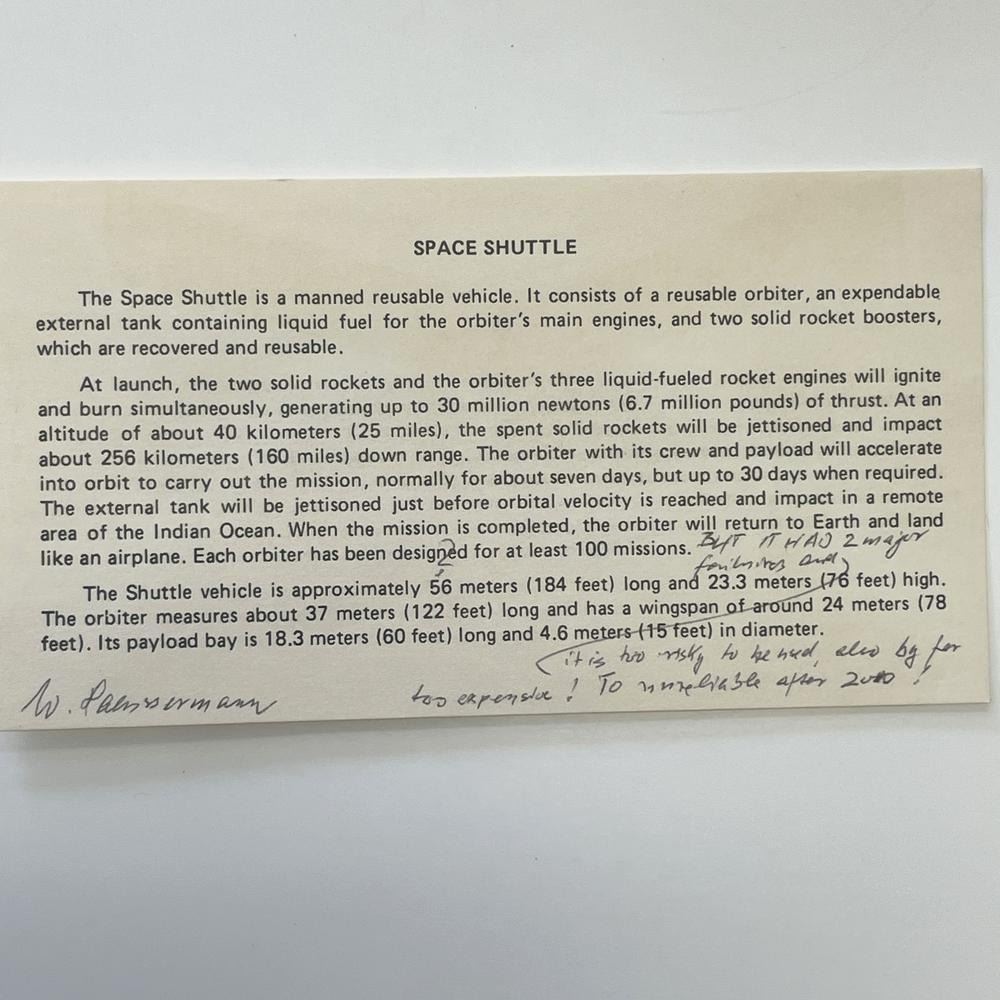 SPACE SHUTTLE
The Space Shuttle is a manned reusable vehicle. It consists of a reusable orbiter, an expendable
external tank containing liquid fuel for the orbiter's main engines, and two solid rocket boosters,
which are recovered and reusable.
At launch, the two solid rockets and the orbiter's three liquid-fueled rocket engines will ignite
and burn simultaneously, generating up to 30 million newtons (6.7 million pounds) of thrust. At an
altitude of about 40 kilometers (25 miles), the spent solid rockets will be jettisoned and impact
about 256 kilometers (160 miles) down range. The orbiter with its crew and payload will accelerate
into orbit to carry out the mission, normally for about seven days, but up to 30 days when required.
The external tank will be jettisoned just before orbital velocity is reached and impact in a remote
area of the Indian Ocean. When the mission is completed, the orbiter will return to Earth and land
like an airplane. Each orbiter has been designed for at least 100 missions. BUT IT HAD 2 major
failures and
The Shuttle vehicle is approximately 56 meters (184 feet) long and 23.3 meters (76 feet) high.
The orbiter measures about 37 meters (122 feet) long and has a wingspan of around 24 meters (78
feet). Its payload bay is 18.3 meters (60 feet) long and 4.6 meters (15 feet) in diameter.
it is too risky to be used, also by far
too expensive! To unreliable after 2000!
W. Haeussermann